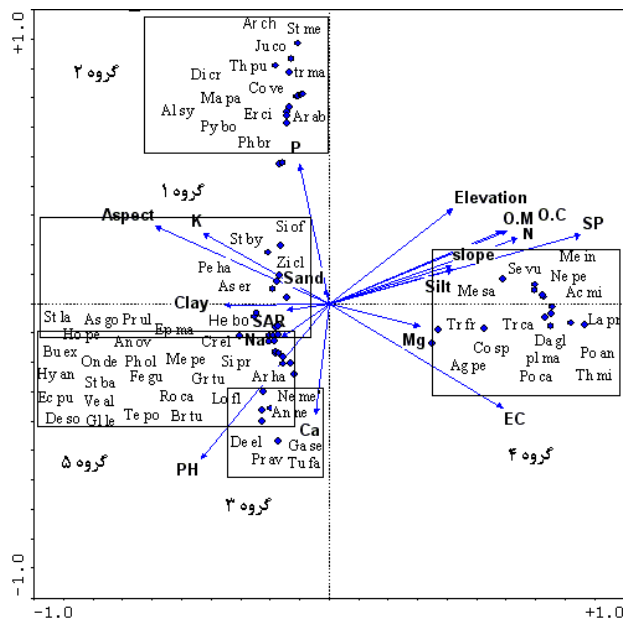 +1.0
Ar ch
St me
Ju co
گروه ۲
Th pu
tr ma
Di cr
Co ve
Ma pa
Al sy
Er ci
Ar ab
Py bo
Ph br
P
گروه ۱
Elevation
Aspect
K
O.M O.C
SP
Si of
N
St by
Zi cl
slope
Me in
Pe ha
Sand
Silt
Se vu
Ne pe
As er
Me sa
Ac mi
Clay
St la
As go Pr ul
He bo
SAR
Tr fr
Tr ca
La pr
Ho pe
Ep ma
Na
Mg
An ov
Cr el
Da gl
Bu ex
On de
Ph ol
Me pe
Si pr
Co sp
pl ma
Po an
Hy an
Fe gu
Gr tu
Ar ha
Ag pe
Po ca
Th mi
St ba
Ec pu
Ve al
Ro ca
Lo fl
Ne me
De so
Gl le
Te po
Br tu
An ne
Ca
EC
De el
Ga se
گروه ۵
PH
Pr av
Tu fa
گروه ۴
گروه ۳
-1.0
-1.0
+1.0